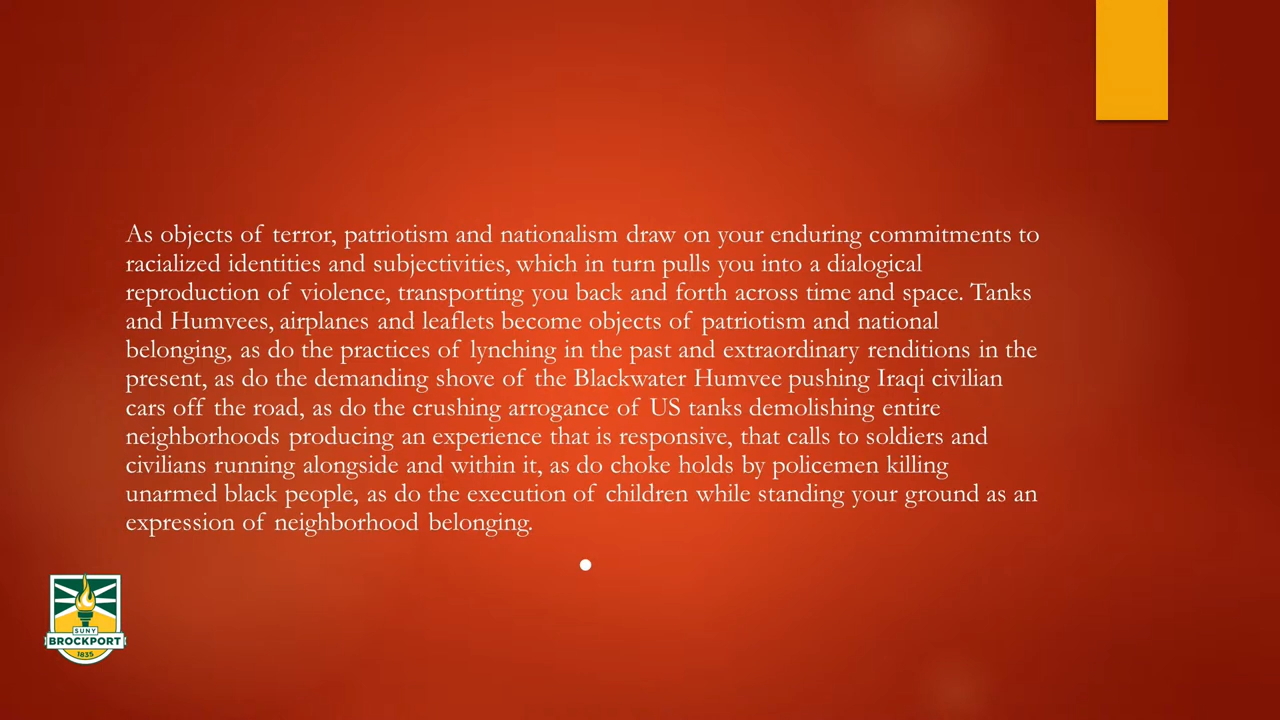 As objects of terror, patriotism and nationalism draw on your enduring commitments to
racialized identities and subjectivities, which in turn pulls you into a dialogical
reproduction of violence, transporting you back and forth across time and space. Tanks
and Humvees, airplanes and leaflets become objects of patriotism and national
belonging, as do the practices of lynching in the past and extraordinary renditions in the
present, as do the demanding shove of the Blackwater Humvee pushing Iraqi civilian
cars off the road, as do the crushing arrogance of US tanks demolishing entire
neighborhoods producing an experience that is responsive, that calls to soldiers and
civilians running alongside and within it, as do choke holds by policemen killing
unarmed black people, as do the execution of children while standing your ground as an
expression of neighborhood belonging.
SUNY
BROCKPORT
1835